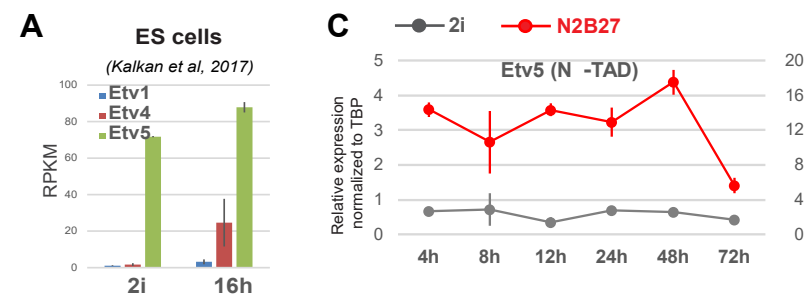 A
ES cells
(Kalkan et al, 2017)
100
80
60
40
20
0
RPKM
Etv1
Etv4
Etv5
2i
16h
C
2i
N2B27
Etv5 (N -TAD)
Relative expression
normalized to TBP
5
4
3
2
1
0
20
16
12
8
4
0
4h
8h
12h
24h
48h
72h